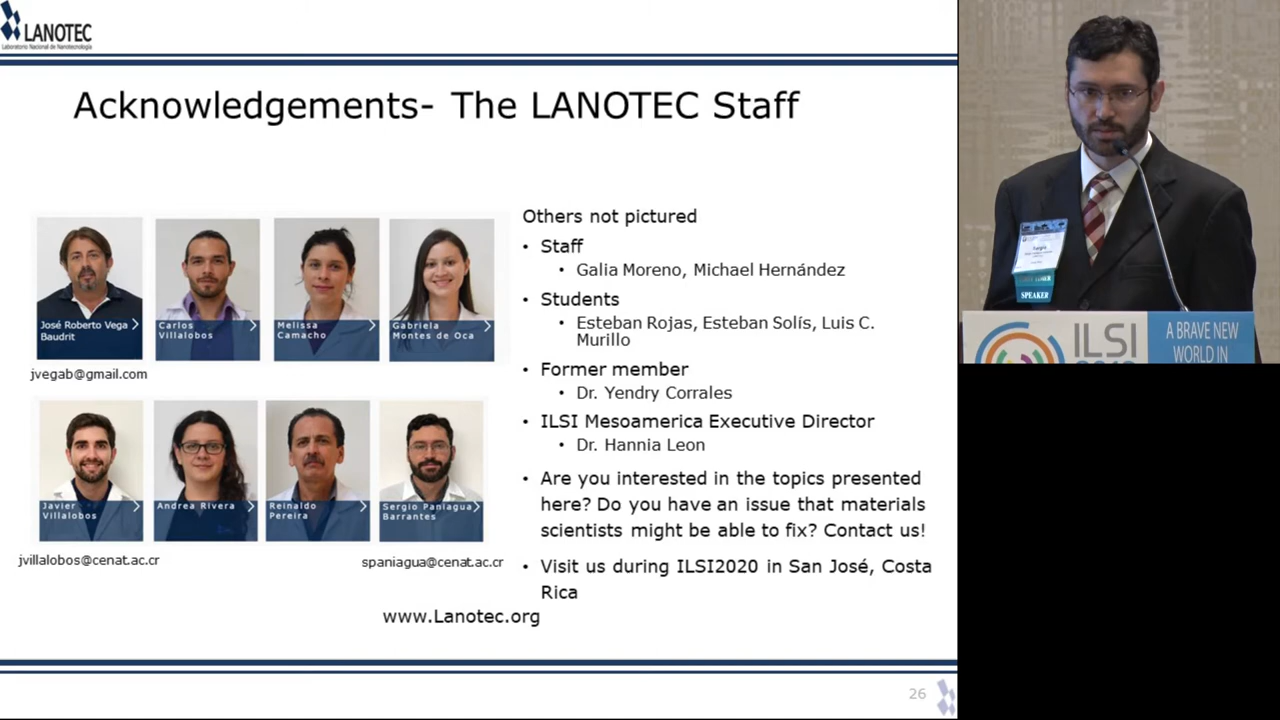 LANOTEC
Laboratorio Nacional de Nanotecnología
Acknowledgements- The LANOTEC Staff
José Roberto Vega
Baudrit
Carlos
Villalobos
Melissa
Camacho
Gabriela
Montes de Oca
jvegab@gmail.com
Javier
Villalobos
Andrea Rivera
Reinaldo
Pereira
Sergio Paniagua
Barrantes
jvillalobos@cenat.ac.cr
spaniagua@cenat.ac.cr
www.Lanotec.org
Others not pictured
• Staff
• Galia Moreno, Michael Hernández
• Students
• Esteban Rojas, Esteban Solís, Luis C.
Murillo
• Former member
• Dr. Yendry Corrales
• ILSI Mesoamerica Executive Director
• Dr. Hannia Leon
• Are you interested in the topics presented
here? Do you have an issue that materials
scientists might be able to fix? Contact us!
• Visit us during ILSI2020 in San José, Costa
Rica
26
SPEAKER
ILSI
A BRAVE NEW
WORLD IN